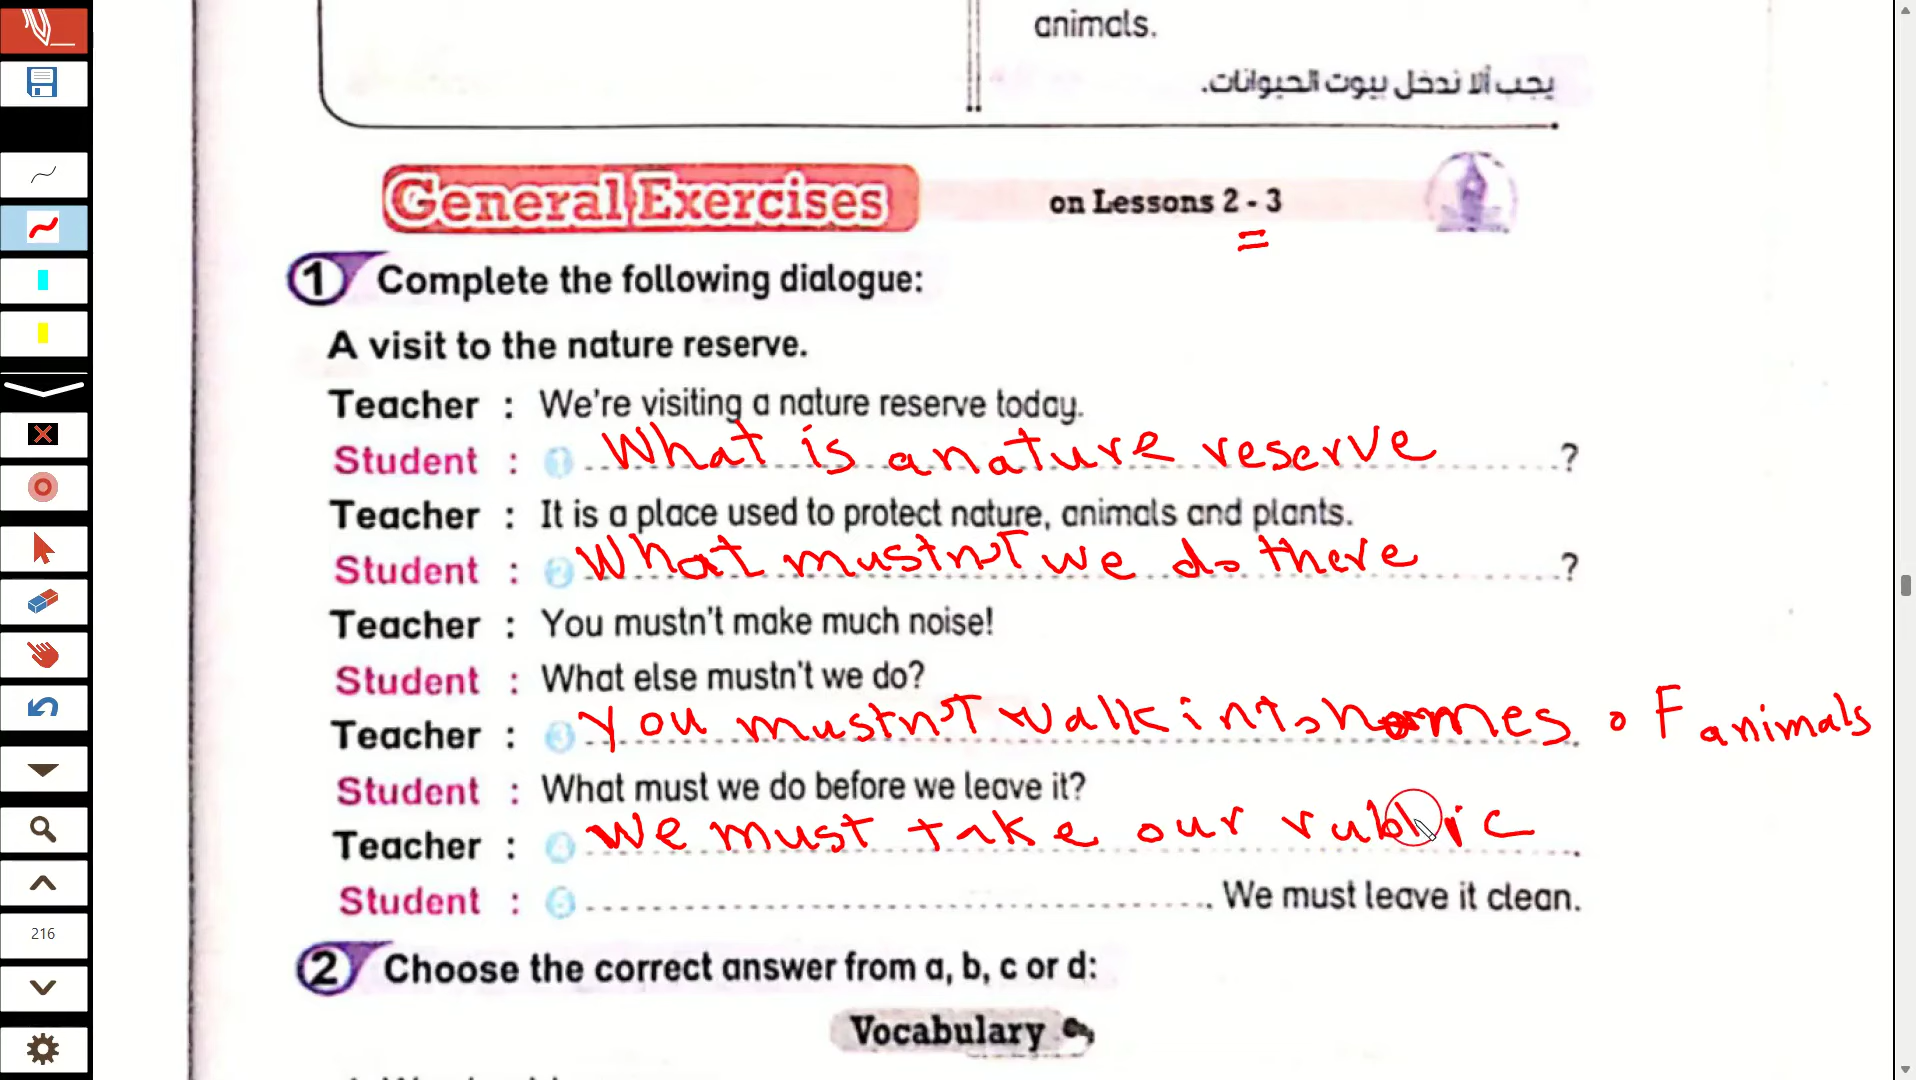 animals.
يجب ألا ندخل بيوت الحيوانات.
General Exercises on Lessons 2 - 3
1 Complete the following dialogue:
A visit to the nature reserve.
Teacher : We're visiting a nature reserve today.
Student : 1 What is a nature reserve ?
Teacher : It is a place used to protect nature, animals and plants.
Student : 2 What mustn't we do there ?
Teacher : You mustn't make much noise!
Student : What else mustn't we do?
Teacher : 3 You mustn't walk into homes of animals.
Student : What must we do before we leave it?
Teacher : 4 We must take our .
Student : 5 . We must leave it clean.
2 Choose the correct answer from a, b, c or d:
Vocabulary
216